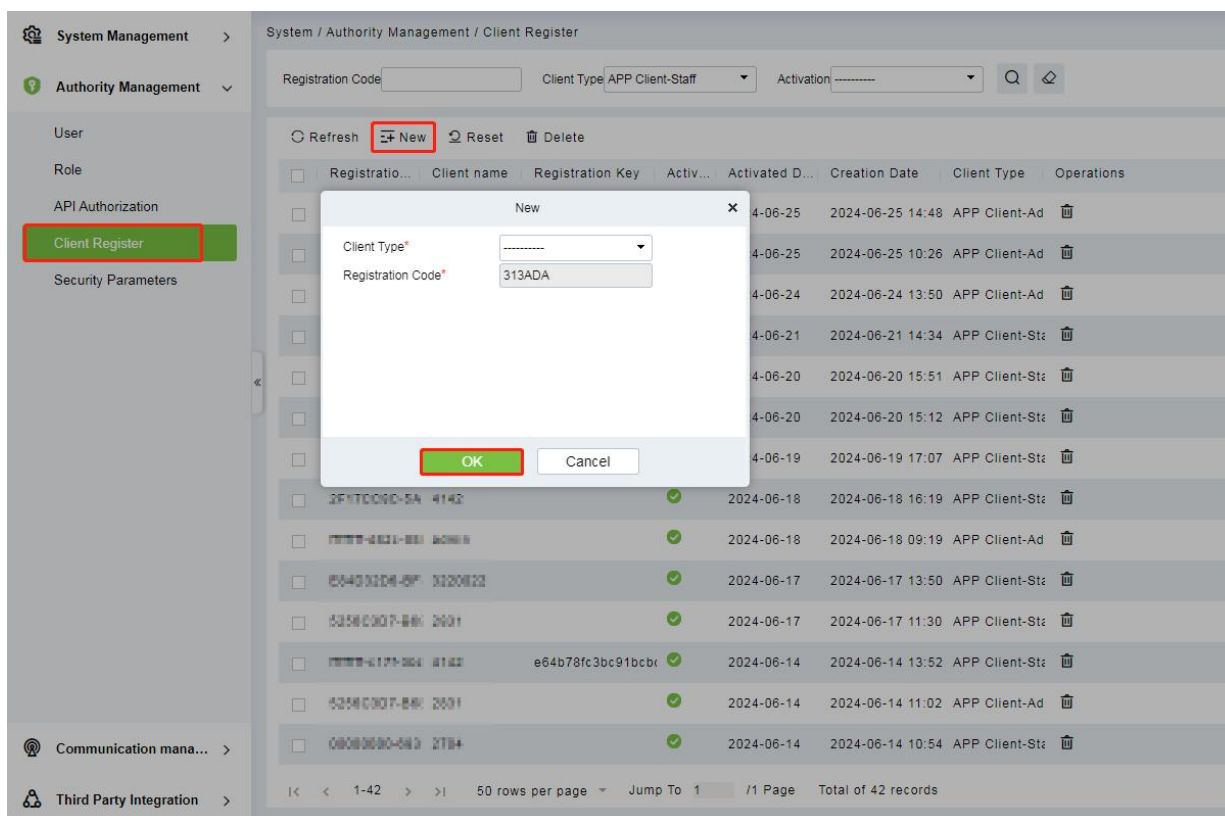 System Management
Authority Management
User
Role
API Authorization
Client Register
Security Parameters
Communication mana...
Third Party Integration
System / Authority Management / Client Register
Registration Code Client Type APP Client-Staff Activation ----------
Refresh New Reset Delete
Registratio... Client name Registration Key Activ... Activated D... Creation Date Client Type Operations
4-06-25 2024-06-25 14:48 APP Client-Ad
4-06-25 2024-06-25 10:26 APP Client-Ad
4-06-24 2024-06-24 13:50 APP Client-Ad
4-06-21 2024-06-21 14:34 APP Client-Sta
4-06-20 2024-06-20 15:51 APP Client-Sta
4-06-20 2024-06-20 15:12 APP Client-Sta
4-06-19 2024-06-19 17:07 APP Client-Sta
2024-06-18 2024-06-18 16:19 APP Client-Sta
2024-06-18 2024-06-18 09:19 APP Client-Ad
2024-06-17 2024-06-17 13:50 APP Client-Sta
2024-06-17 2024-06-17 11:30 APP Client-Sta
e64b78fc3bc91bcb 2024-06-14 2024-06-14 13:52 APP Client-Sta
2024-06-14 2024-06-14 11:02 APP Client-Ad
2024-06-14 2024-06-14 10:54 APP Client-Sta
New
Client Type* ----------
Registration Code* 313ADA
OK Cancel
|< < 1-42 > >| 50 rows per page Jump To 1 /1 Page Total of 42 records